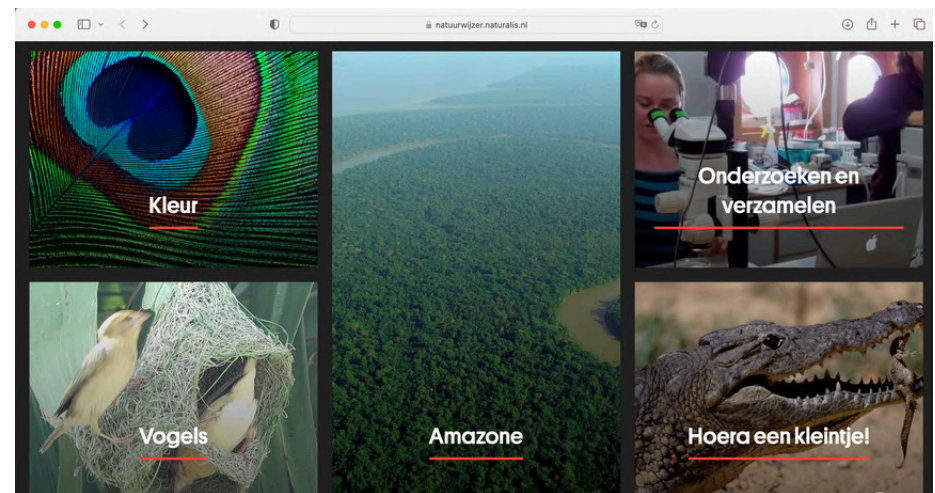 natuurwijzer.naturalis.nl
Kleur
Onderzoeken en
verzamelen
Vogels
Amazone
Hoera een kleintje!